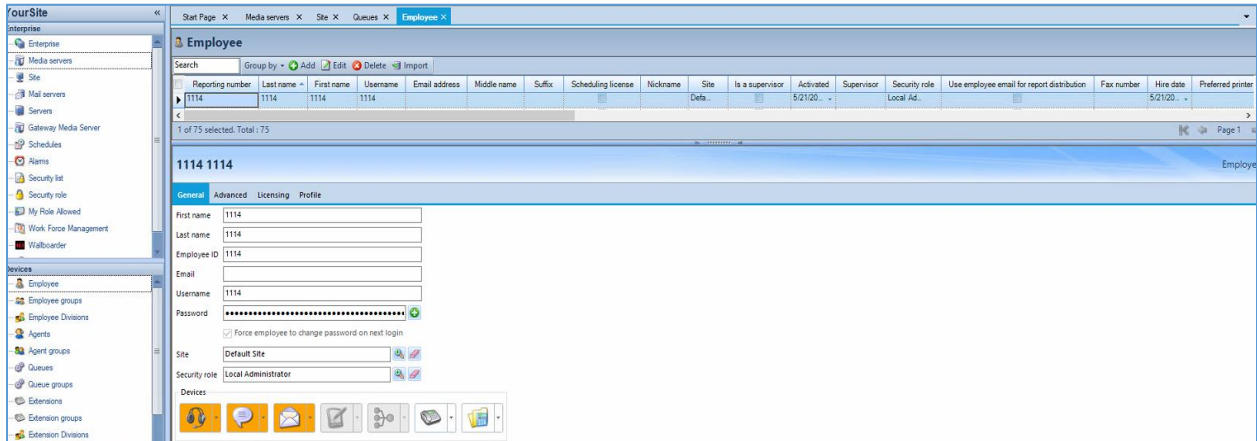 YourSite «
Start Page X Media servers X Site X Queues X Employee X
Enterprise
Enterprise
Media servers
Site
Mail servers
Servers
Gateway Media Server
Schedules
Alarms
Security list
Security role
My Role Allowed
Work Force Management
Wallboarder
Devices
Employee
Employee groups
Employee Divisions
Agents
Agent groups
Queues
Queue groups
Extensions
Extension groups
Extension Divisions
Employee
Search Group by Add Edit Delete Import
Reporting number Last name First name Username Email address Middle name Suffix Scheduling license Nickname Site Is a supervisor Activated Supervisor Security role Use employee email for report distribution Fax number Hire date Preferred printer
1114 1114 1114 1114 Defa... 5/21/20... Local Ad... 5/21/20...
1 of 75 selected. Total : 75 Page 1
1114 1114 Employe
General Advanced Licensing Profile
First name 1114
Last name 1114
Employee ID 1114
Email
Username 1114
Password
Force employee to change password on next login
Site Default Site
Security role Local Administrator
Devices